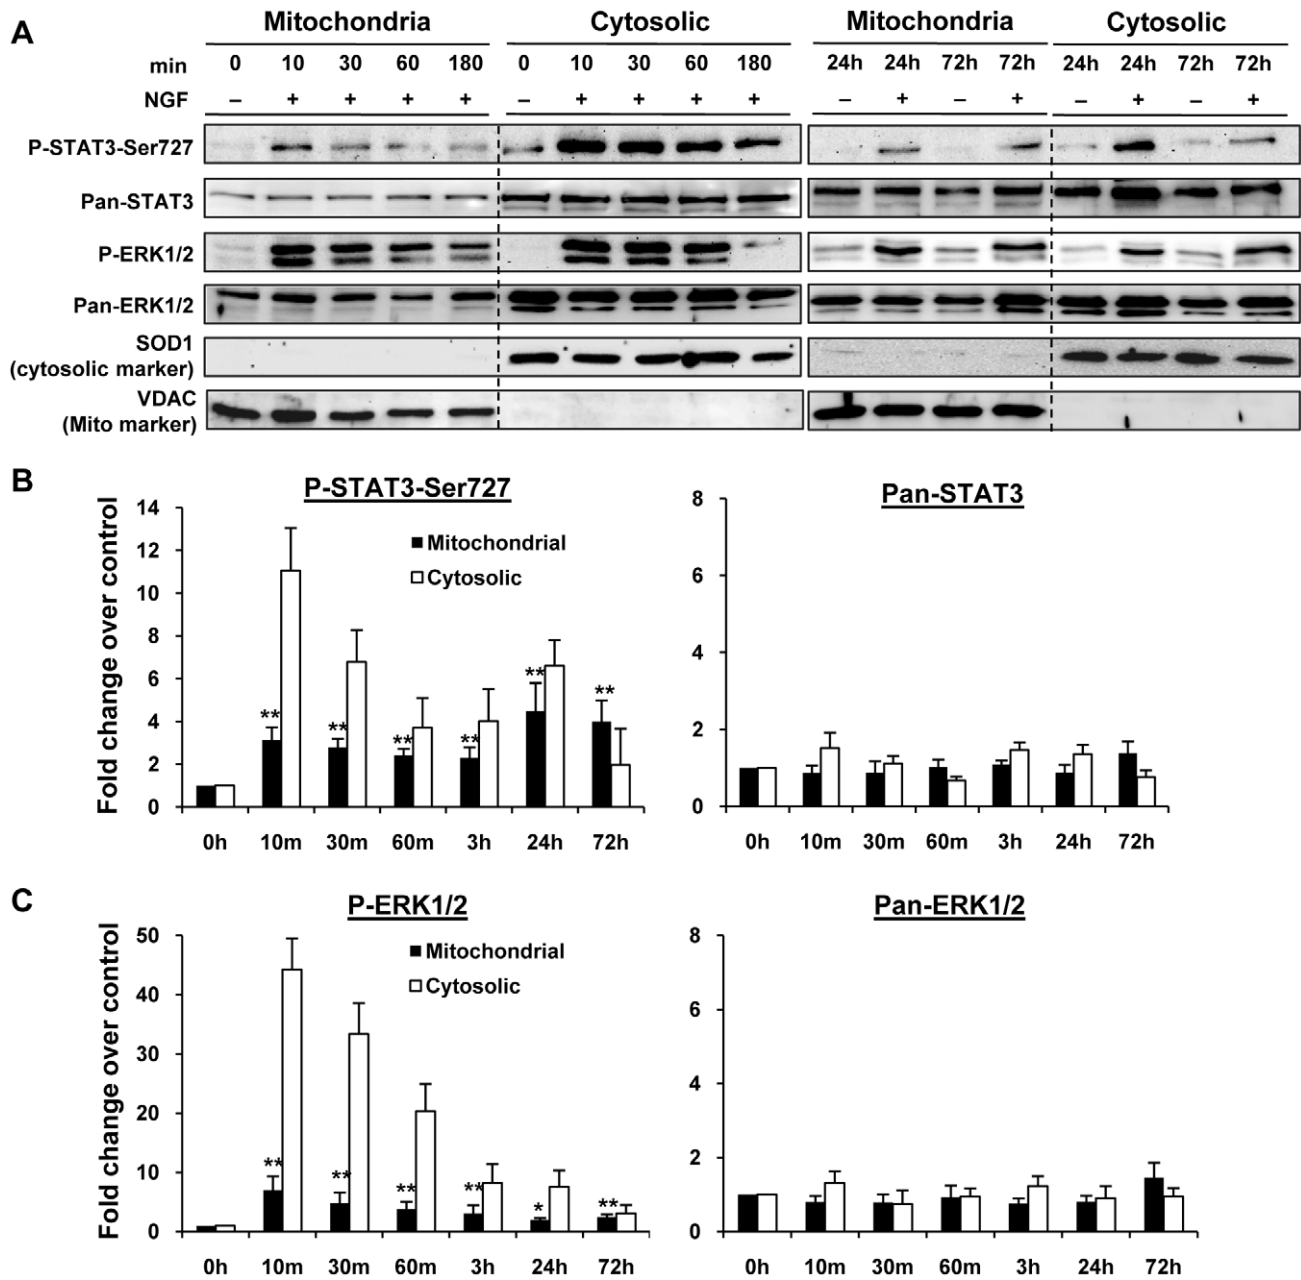 A
Mitochondria Cytosolic Mitochondria Cytosolic
min 0 10 30 60 180 0 10 30 60 180 24h 24h 72h 72h 24h 24h 72h 72h
NGF – + + + + – + + + + – + – + – + – +
P-STAT3-Ser727
Pan-STAT3
P-ERK1/2
Pan-ERK1/2
SOD1
(cytosolic marker)
VDAC
(Mito marker)
B
P-STAT3-Ser727
Fold change over control
14
12
10
8
6
4
2
0
Mitochondrial
Cytosolic
** ** ** ** ** **
0h 10m 30m 60m 3h 24h 72h
Pan-STAT3
8
6
4
2
0
0h 10m 30m 60m 3h 24h 72h
C
P-ERK1/2
Fold change over control
50
40
30
20
10
0
Mitochondrial
Cytosolic
** ** ** ** * **
0h 10m 30m 60m 3h 24h 72h
Pan-ERK1/2
8
6
4
2
0
0h 10m 30m 60m 3h 24h 72h